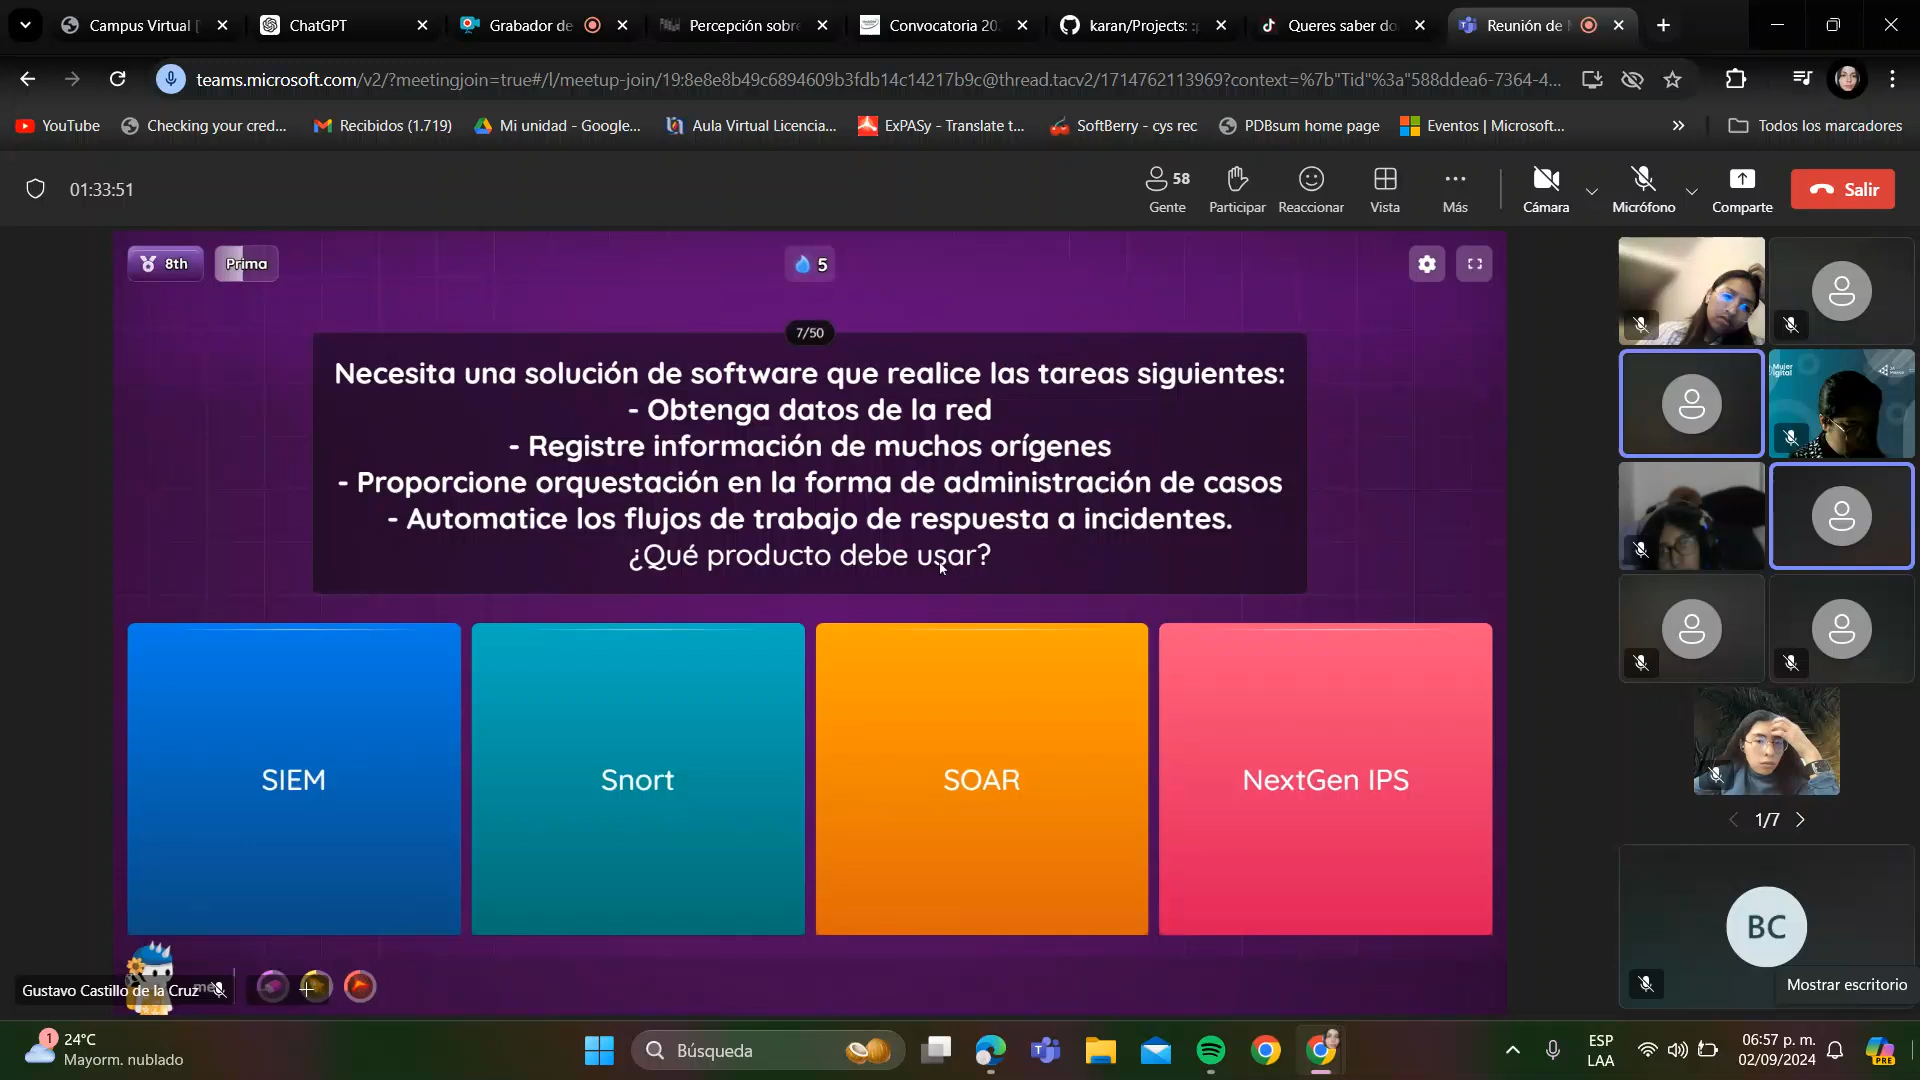 Campus Virtual [
ChatGPT
Grabador de
Percepción sobre
Convocatoria 20
karan/Projects: :p
Queres saber do
Reunión de
teams.microsoft.com/v2/?meetingjoin=true#/l/meetup-join/19:8e8e8b49c6894609b3fdb14c14217b9c@thread.tacv2/1714762113969?context=%7b"Tid"%3a"588ddea6-7364-4...
YouTube
Checking your cred...
Recibidos (1.719)
Mi unidad - Google...
Aula Virtual Licencia...
ExPASy - Translate t...
SoftBerry - cys rec
PDBsum home page
Eventos | Microsoft...
»
Todos los marcadores
01:33:51
58
Gente
Participar
Reaccionar
Vista
Más
Cámara
Micrófono
Comparte
Salir
8th
Prima
5
7/50
Necesita una solución de software que realice las tareas siguientes:
- Obtenga datos de la red
- Registre información de muchos orígenes
- Proporcione orquestación en la forma de administración de casos
- Automatice los flujos de trabajo de respuesta a incidentes.
¿Qué producto debe usar?
SIEM
Snort
SOAR
NextGen IPS
Mujer
Digital
1/7
BC
Mostrar escritorio
Gustavo Castillo de la Cruz
1
24°C
Mayorm. nublado
Búsqueda
ESP
LAA
06:57 p. m.
02/09/2024
PRE